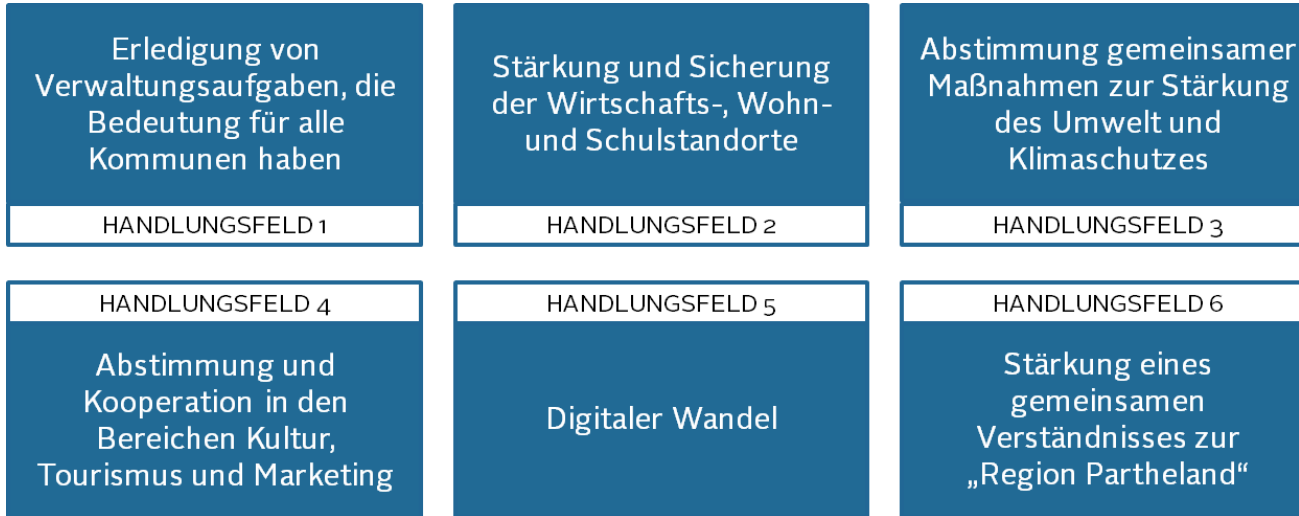 Erledigung von
Verwaltungsaufgaben, die
Bedeutung für alle
Kommunen haben
HANDLUNGSFELD 1
Stärkung und Sicherung
der Wirtschafts-, Wohn-
und Schulstandorte
HANDLUNGSFELD 2
Abstimmung gemeinsamer
Maßnahmen zur Stärkung
des Umwelt und
Klimaschutzes
HANDLUNGSFELD 3
HANDLUNGSFELD 4
Abstimmung und
Kooperation in den
Bereichen Kultur,
Tourismus und Marketing
HANDLUNGSFELD 5
Digitaler Wandel
HANDLUNGSFELD 6
Stärkung eines
gemeinsamen
Verständnisses zur
„Region Partheland“